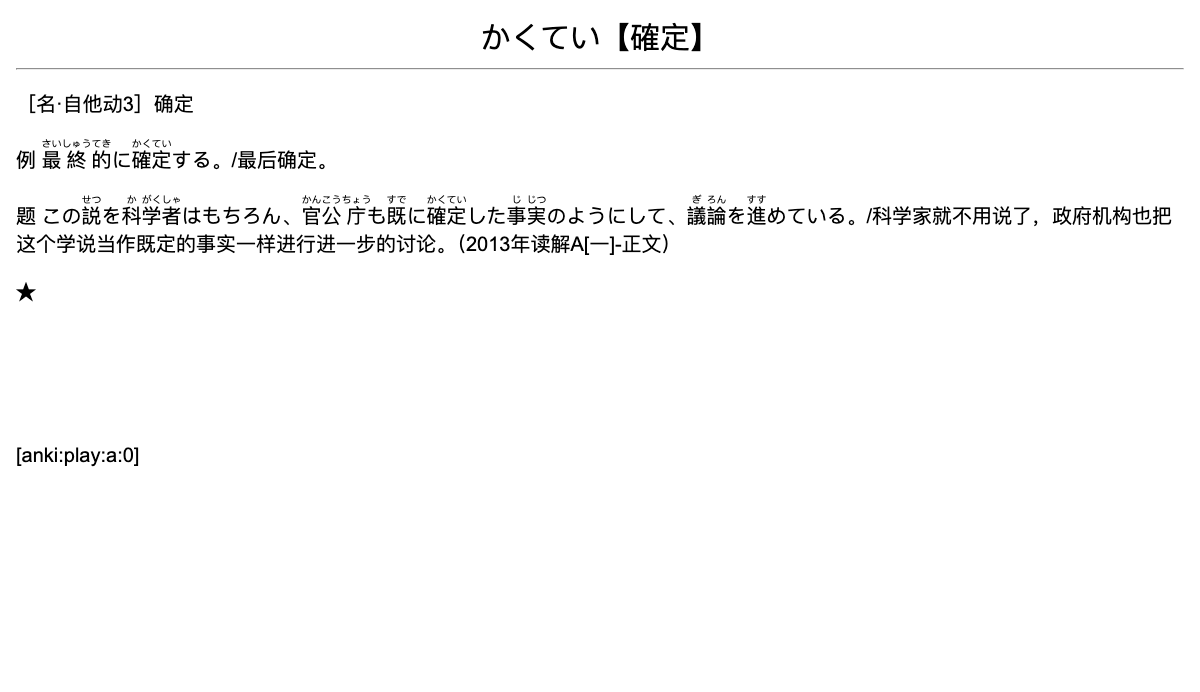 かくてい【確定】
［名·自他动3］确定
例 最終的に確定する。/最后确定。
题 この説を科学者はもちろん、官公庁も既に確定した事実のようにして、議論を進めている。/科学家就不用说了，政府机构也把
这个学说当作既定的事实一样进行进一步的讨论。（2013年读解A[一]-正文）
★
[anki:play:a:0]